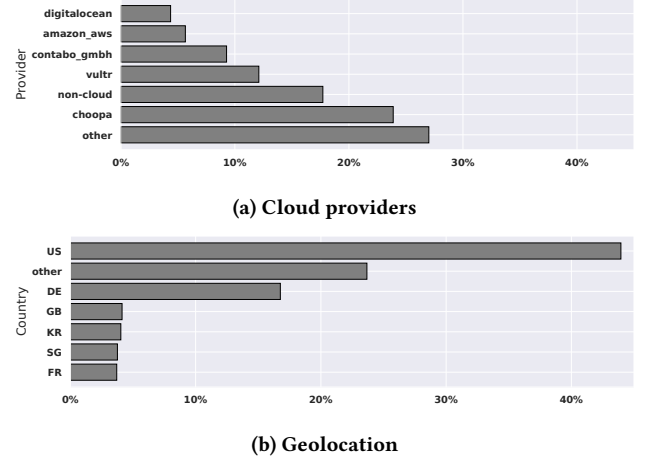 Provider
digitalocean
amazon_aws
contabo_gmbh
vultr
non-cloud
choopa
other
0% 10% 20% 30% 40%
(a) Cloud providers
Country
US
other
DE
GB
KR
SG
FR
0% 10% 20% 30% 40%
(b) Geolocation